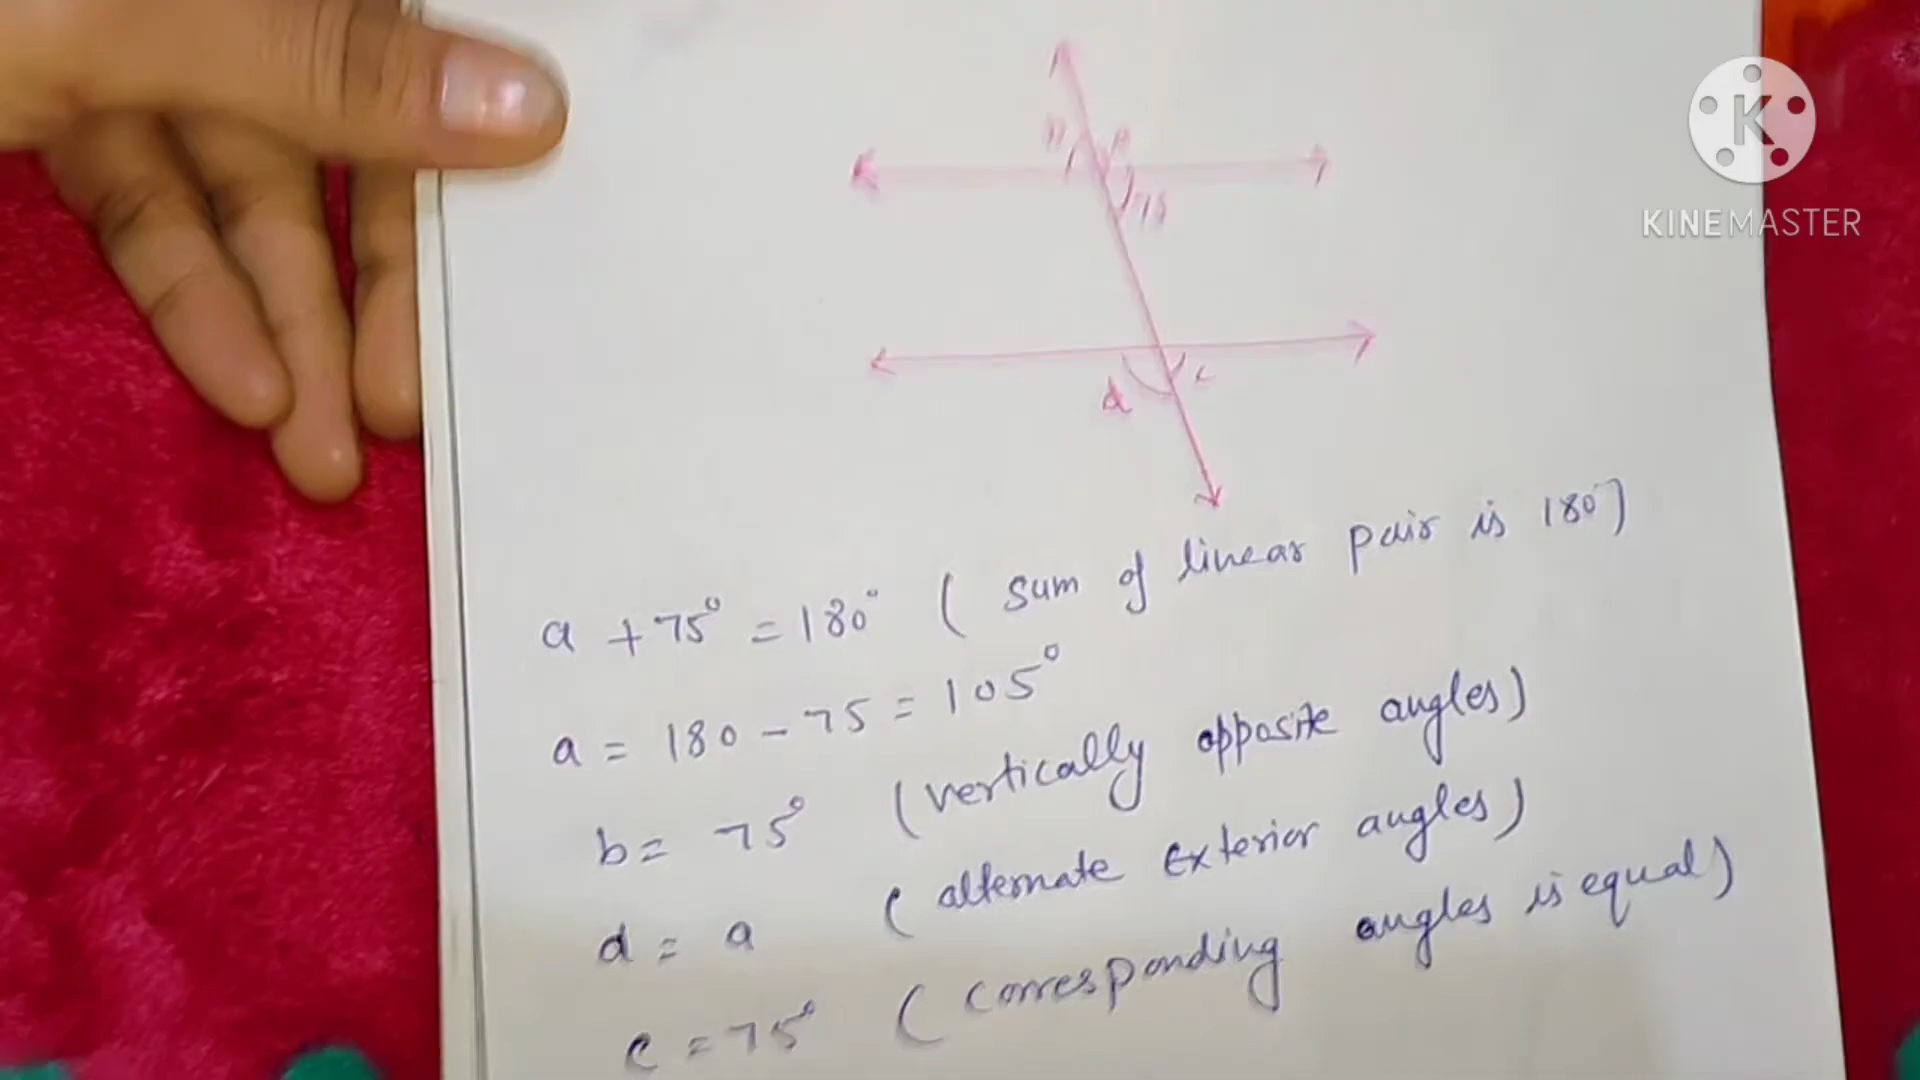 K
KINEMASTER
75
d c
a + 75° = 180° ( sum of linear pair is 180°)
a = 180 - 75 = 105°
b = 75° (vertically opposite angles)
d = a (alternate exterior angles)
c = 75° (corresponding angles is equal)